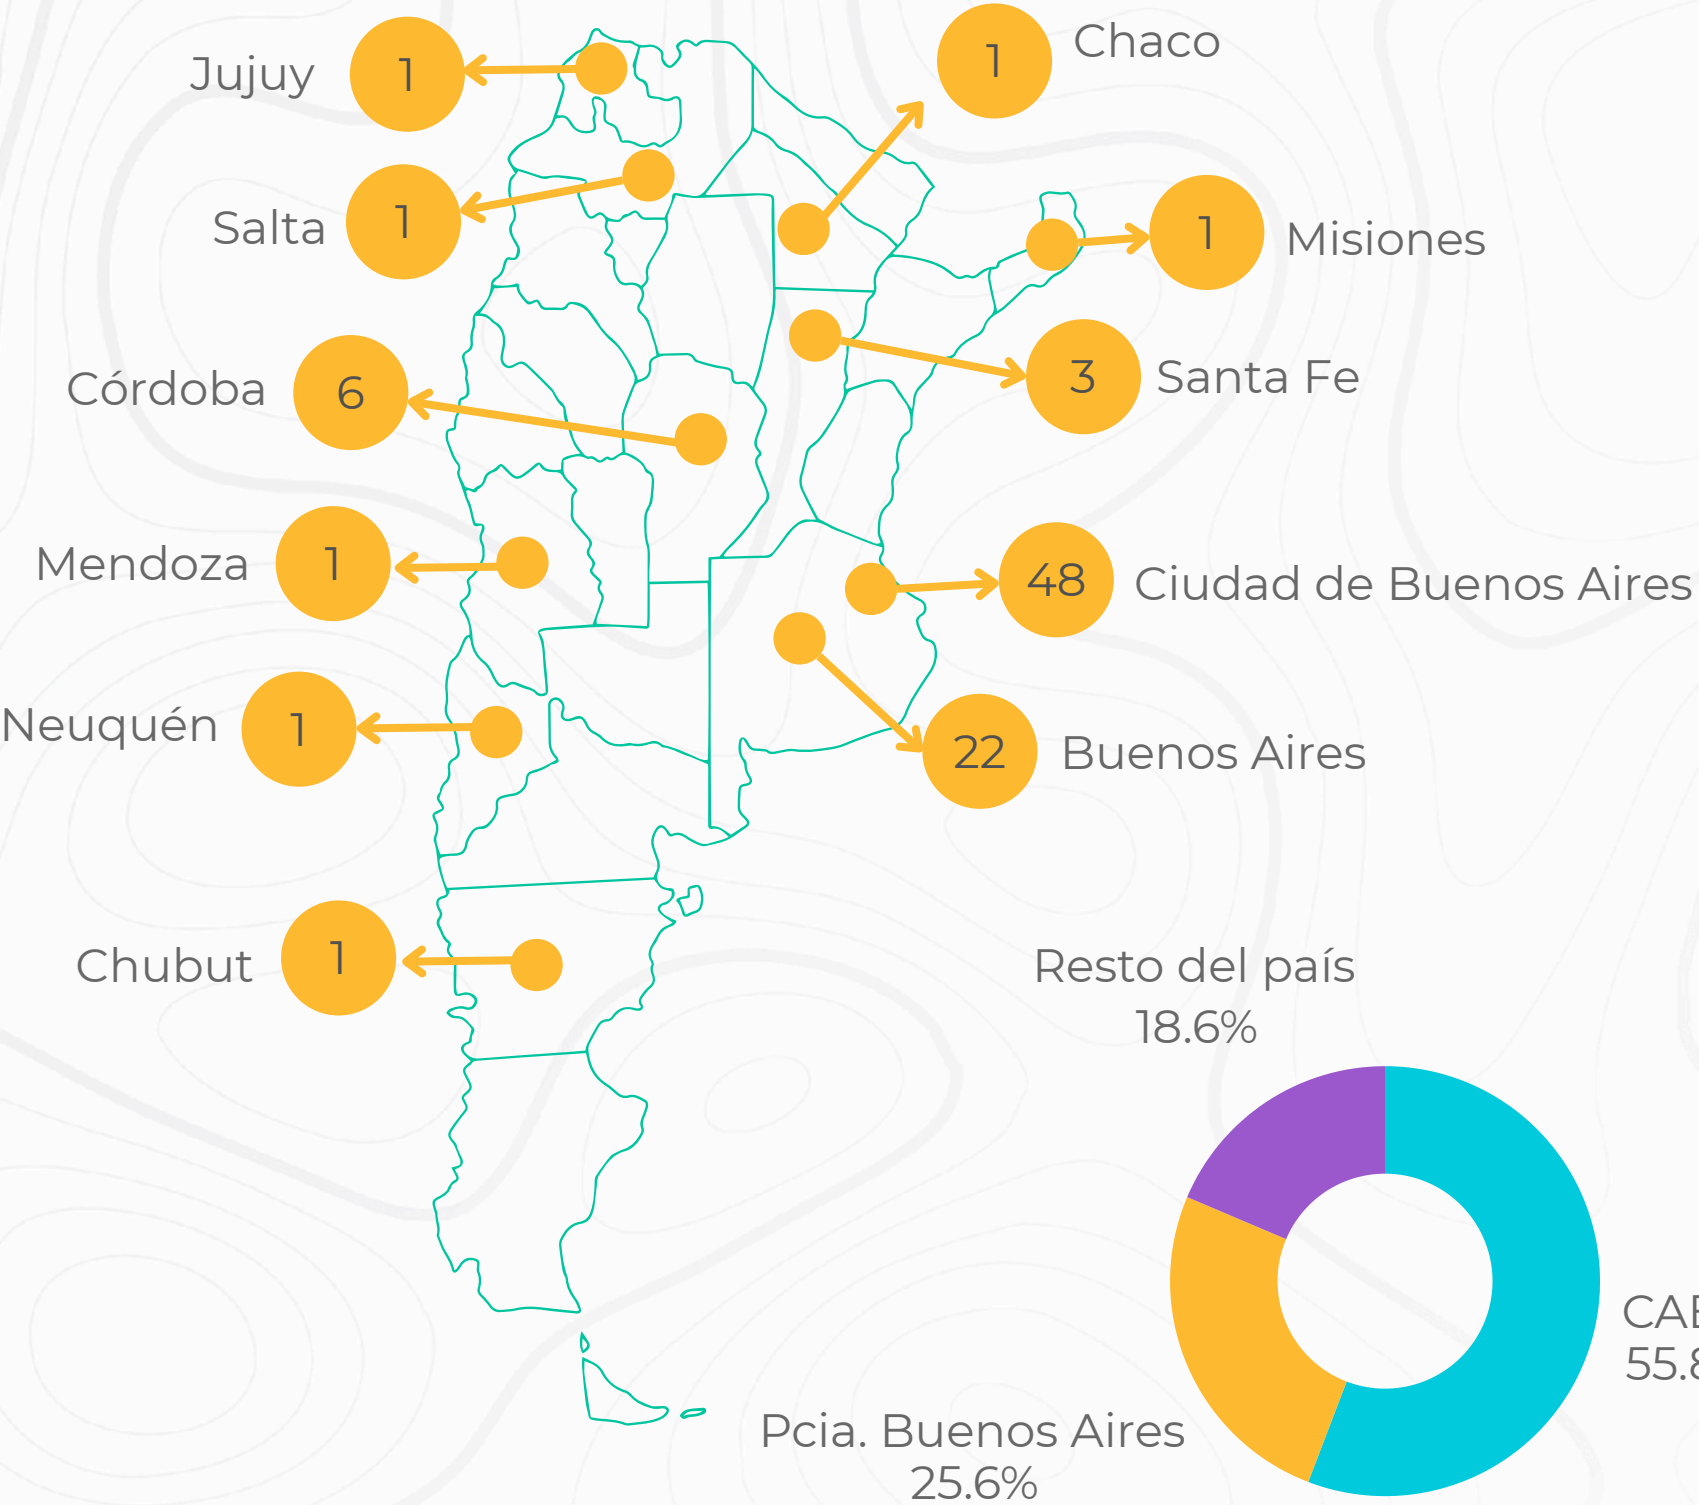 Jujuy 1
1 Chaco
Salta 1
1 Misiones
Córdoba 6
3 Santa Fe
Mendoza 1
48 Ciudad de Buenos Aires
Neuquén 1
22 Buenos Aires
Chubut 1
Resto del país
18.6%
Pcia. Buenos Aires
25.6%